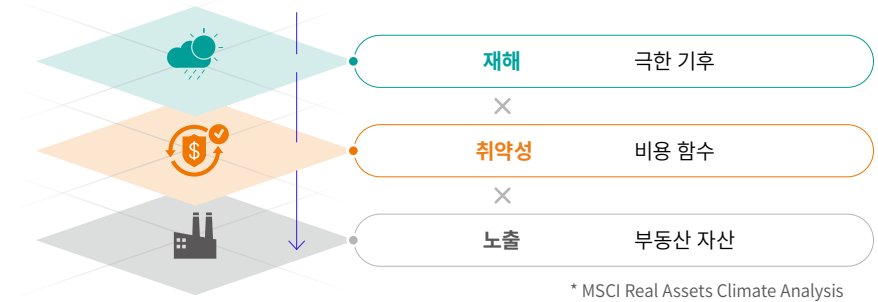 재해 극한 기후
×
취약성 비용 함수
×
노출 부동산 자산
* MSCI Real Assets Climate Analysis
$